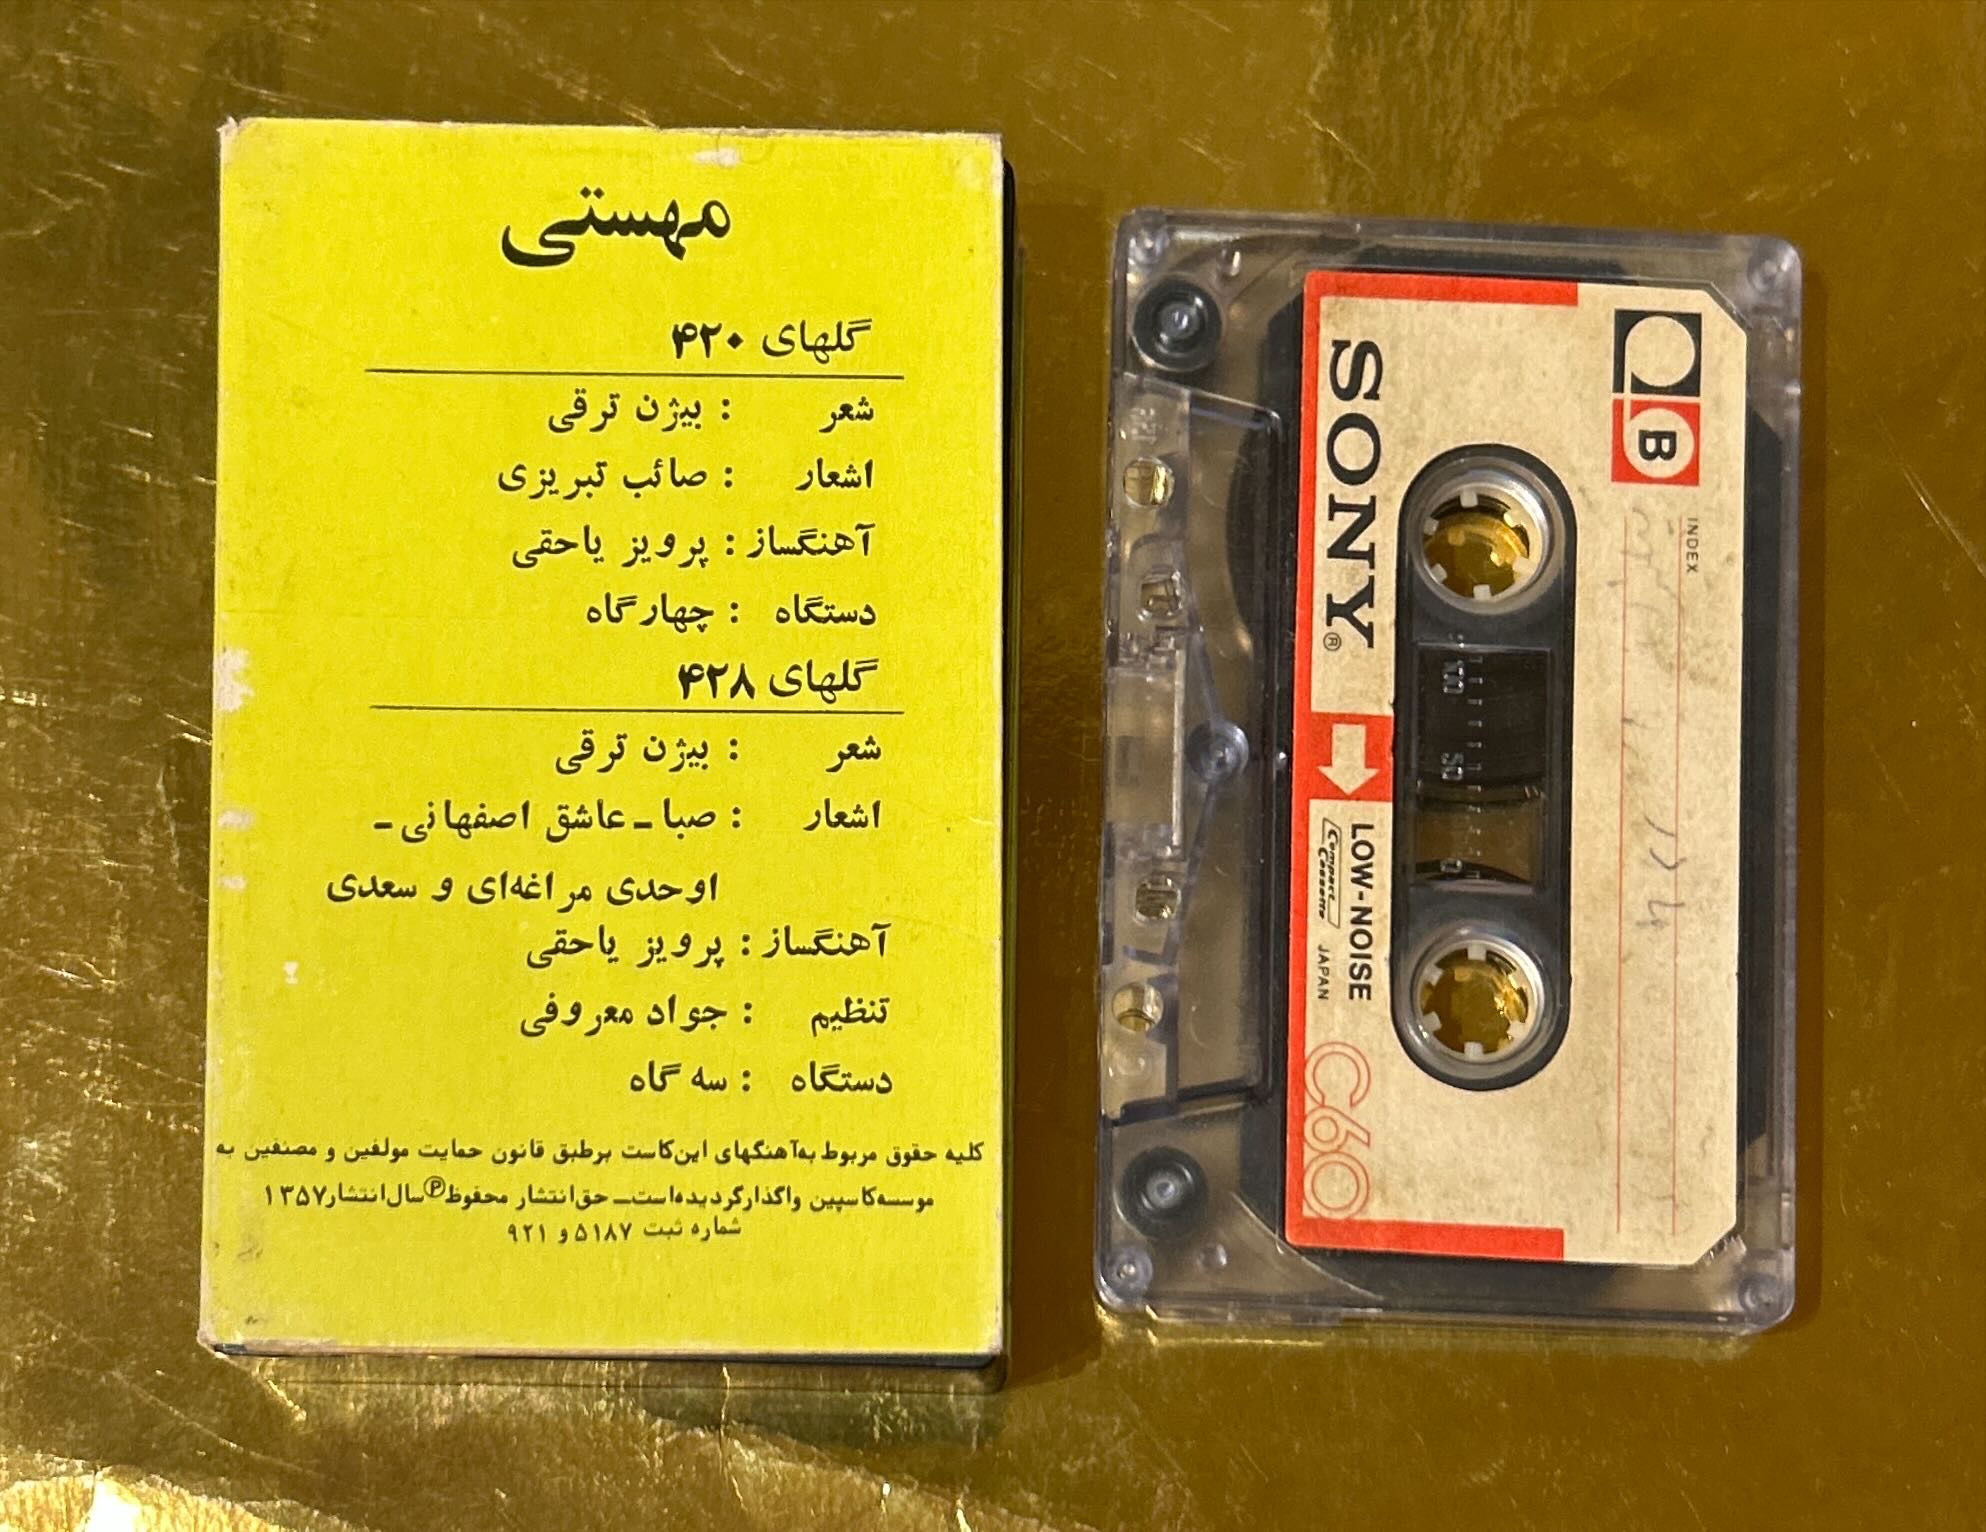 مهستی
گلهای ۴۲۰
شعر : بیژن ترقی
اشعار : صائب تبریزی
آهنگساز : پرویز یاحقی
دستگاه : چهارگاه
گلهای ۴۲۸
شعر : بیژن ترقی
اشعار : صبا ـ عاشق اصفهانی ـ
اوحدی مراغه‌ای و سعدی
آهنگساز : پرویز یاحقی
تنظیم : جواد معروفی
دستگاه : سه گاه
کلیه حقوق مربوط به‌آهنگهای این‌کاست برطبق قانون حمایت مولفین و مصنفین به
موسسه‌کاسپین واگذارگردیده‌است ـ حق‌انتشار محفوظ Ⓟ سال‌انتشار ۱۳۵۷
شماره ثبت ۵۱۸۷ و ۹۲۱
B
INDEX
SONY®
100 50 0
LOW-NOISE
Compact Cassette
JAPAN
C60